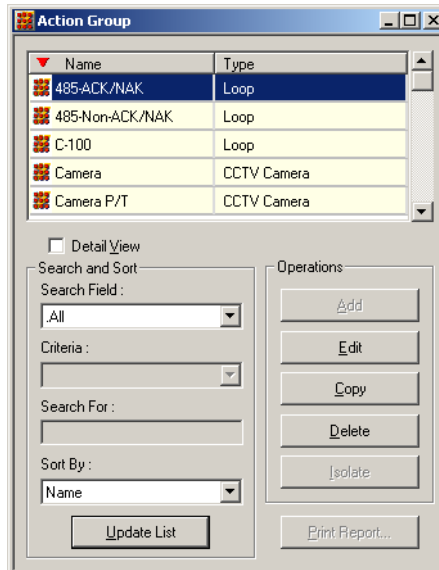 Action Group
Name Type
485-ACK/NAK Loop
485-Non-ACK/NAK Loop
C-100 Loop
Camera CCTV Camera
Camera P/T CCTV Camera
Detail View
Search and Sort
Search Field :
.All
Criteria :
Search For :
Sort By :
Name
Update List
Operations
Add
Edit
Copy
Delete
Isolate
Print Report...